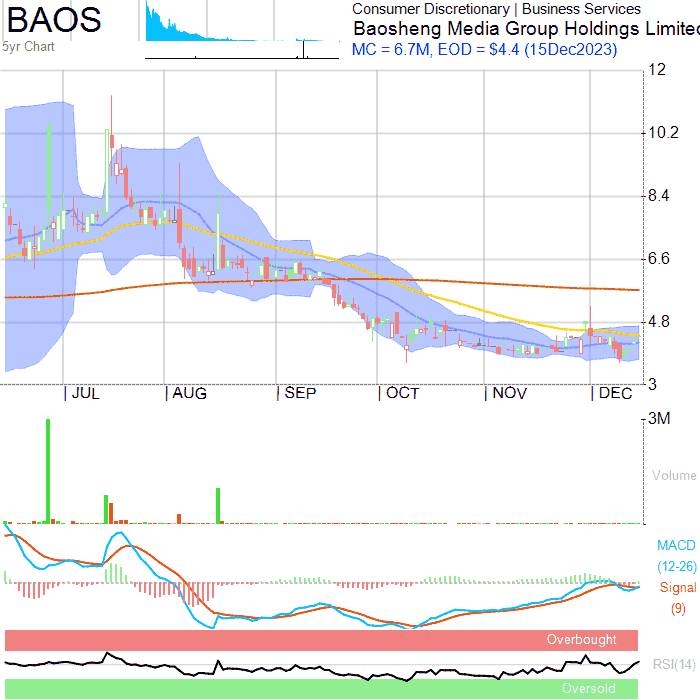 BAOS
5yr Chart
Consumer Discretionary | Business Services
Baosheng Media Group Holdings Limited
MC = 6.7M, EOD = $4.4 (15Dec2023)
12
10.2
8.4
6.6
4.8
3
JUL AUG SEP OCT NOV DEC
3M
Volume
MACD
(12-26)
Signal
(9)
Overbought
RSI(14)
Oversold